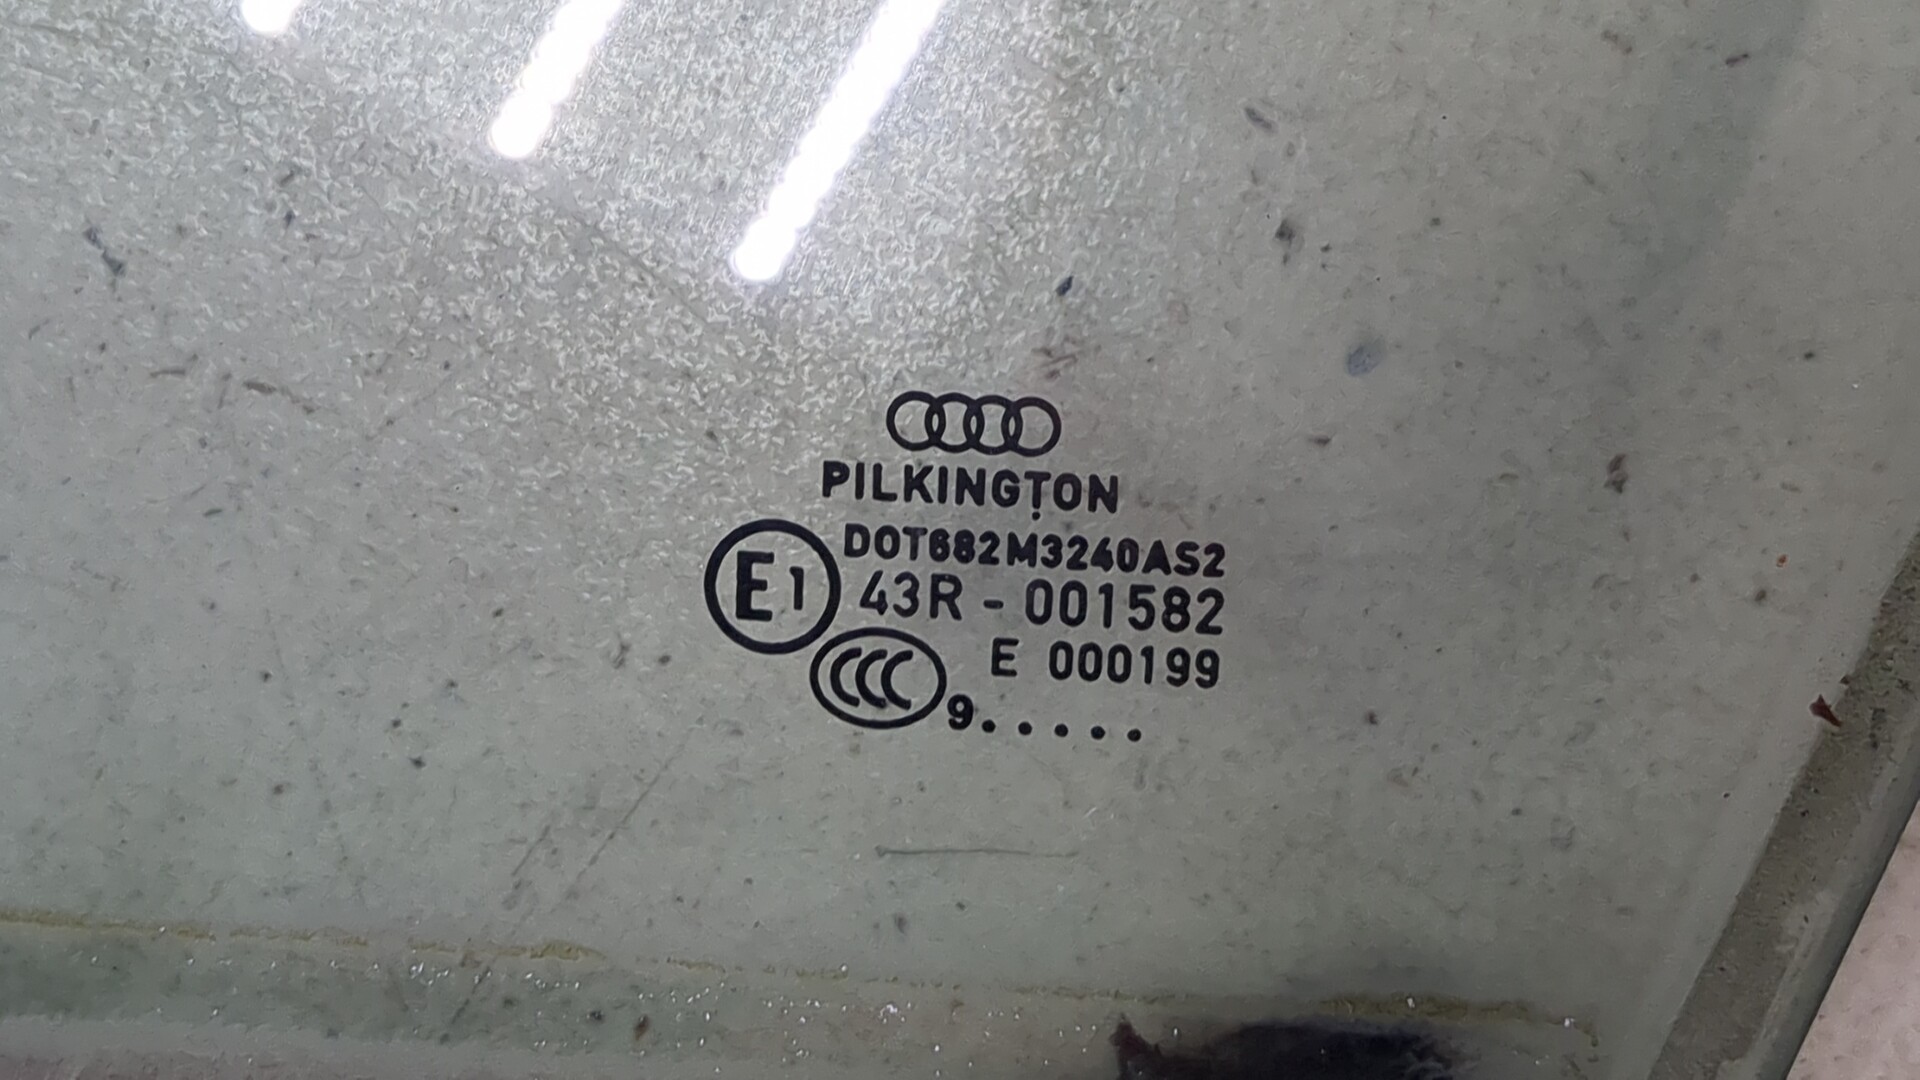 PILKINGTON
DOT682M3240AS2
E1 43R - 001582
E 000199
CCC 9.....